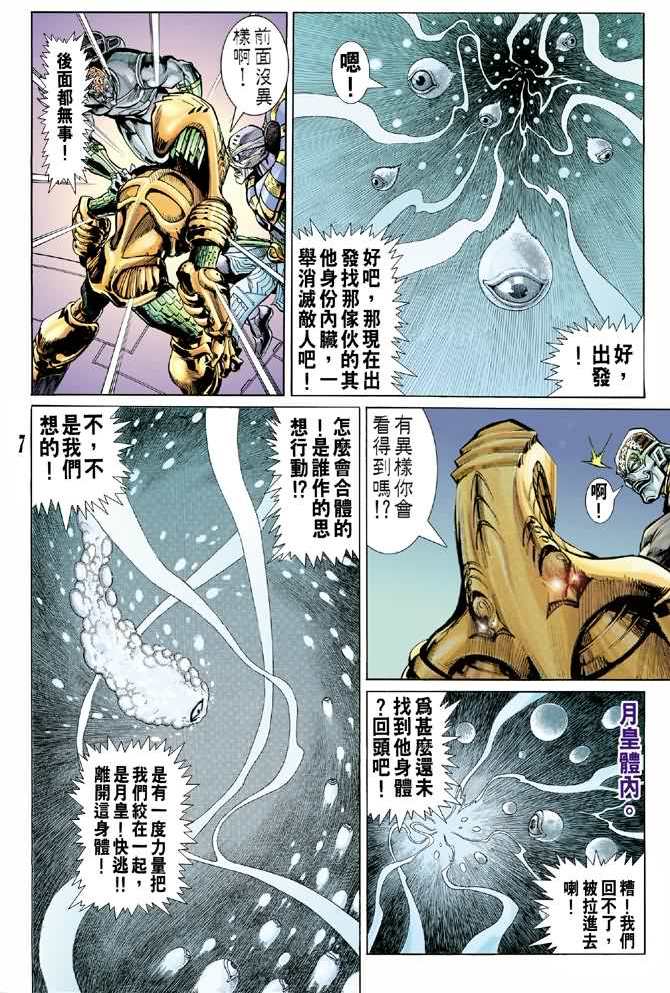 嗯！
好吧，那現在出
發找那傢伙的其
他身份內臟，一
舉消滅敵人吧！
好，
出發
！
前面沒異
樣啊！
後面都無事！
有異樣你會
看得到嗎！？
啊！
月皇體內。
爲甚麼還未
找到他身體
？回頭吧！
糟！我們
回不了，
被拉進去
喇！
怎麼會合體的
！是誰作的思
想行動！？
不，不
是我們
想的！
是有一度力量把
我們絞在一起，
是月皇！快逃！！
離開這身體！
7